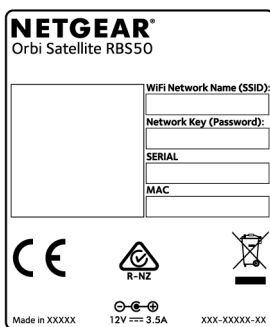 NETGEAR®
Orbi Satellite RBS50
WiFi Network Name (SSID):
Network Key (Password):
SERIAL
MAC
CE
R-NZ
Made in XXXXX
12V ⎓ 3.5A
XXX-XXXXX-XX